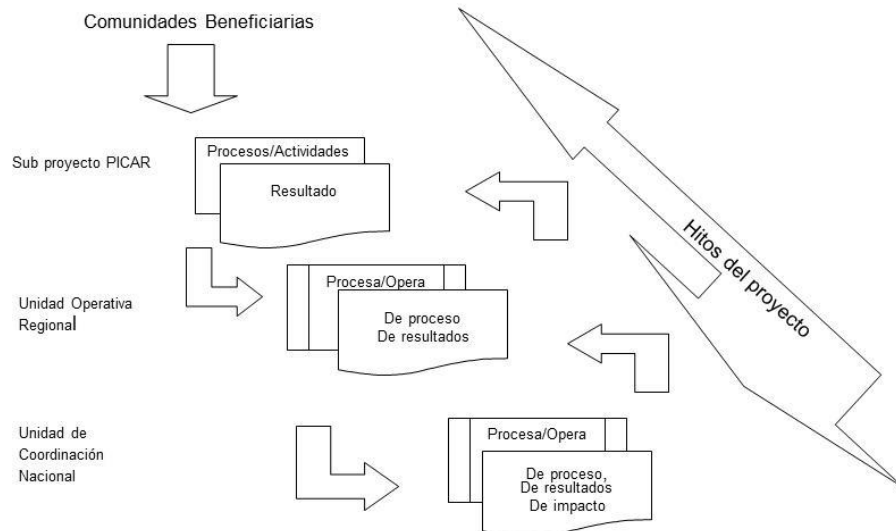 Comunidades Beneficiarias
Sub proyecto PICAR
Procesos/Actividades
Resultado
Hitos del proyecto
Unidad Operativa
Regional
Procesa/Opera
De proceso
De resultados
Unidad de
Coordinación
Nacional
Procesa/Opera
De proceso,
De resultados
De impacto